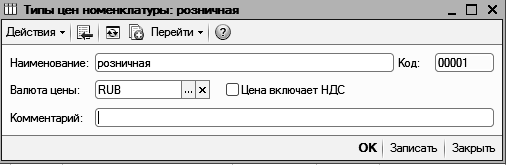 Типы цен номенклатуры: розничная
Действия Перейти ?
Наименование: розничная Код: 00001
Валюта цены: RUB ... × Цена включает НДС
Комментарий:
ОК Записать Закрыть